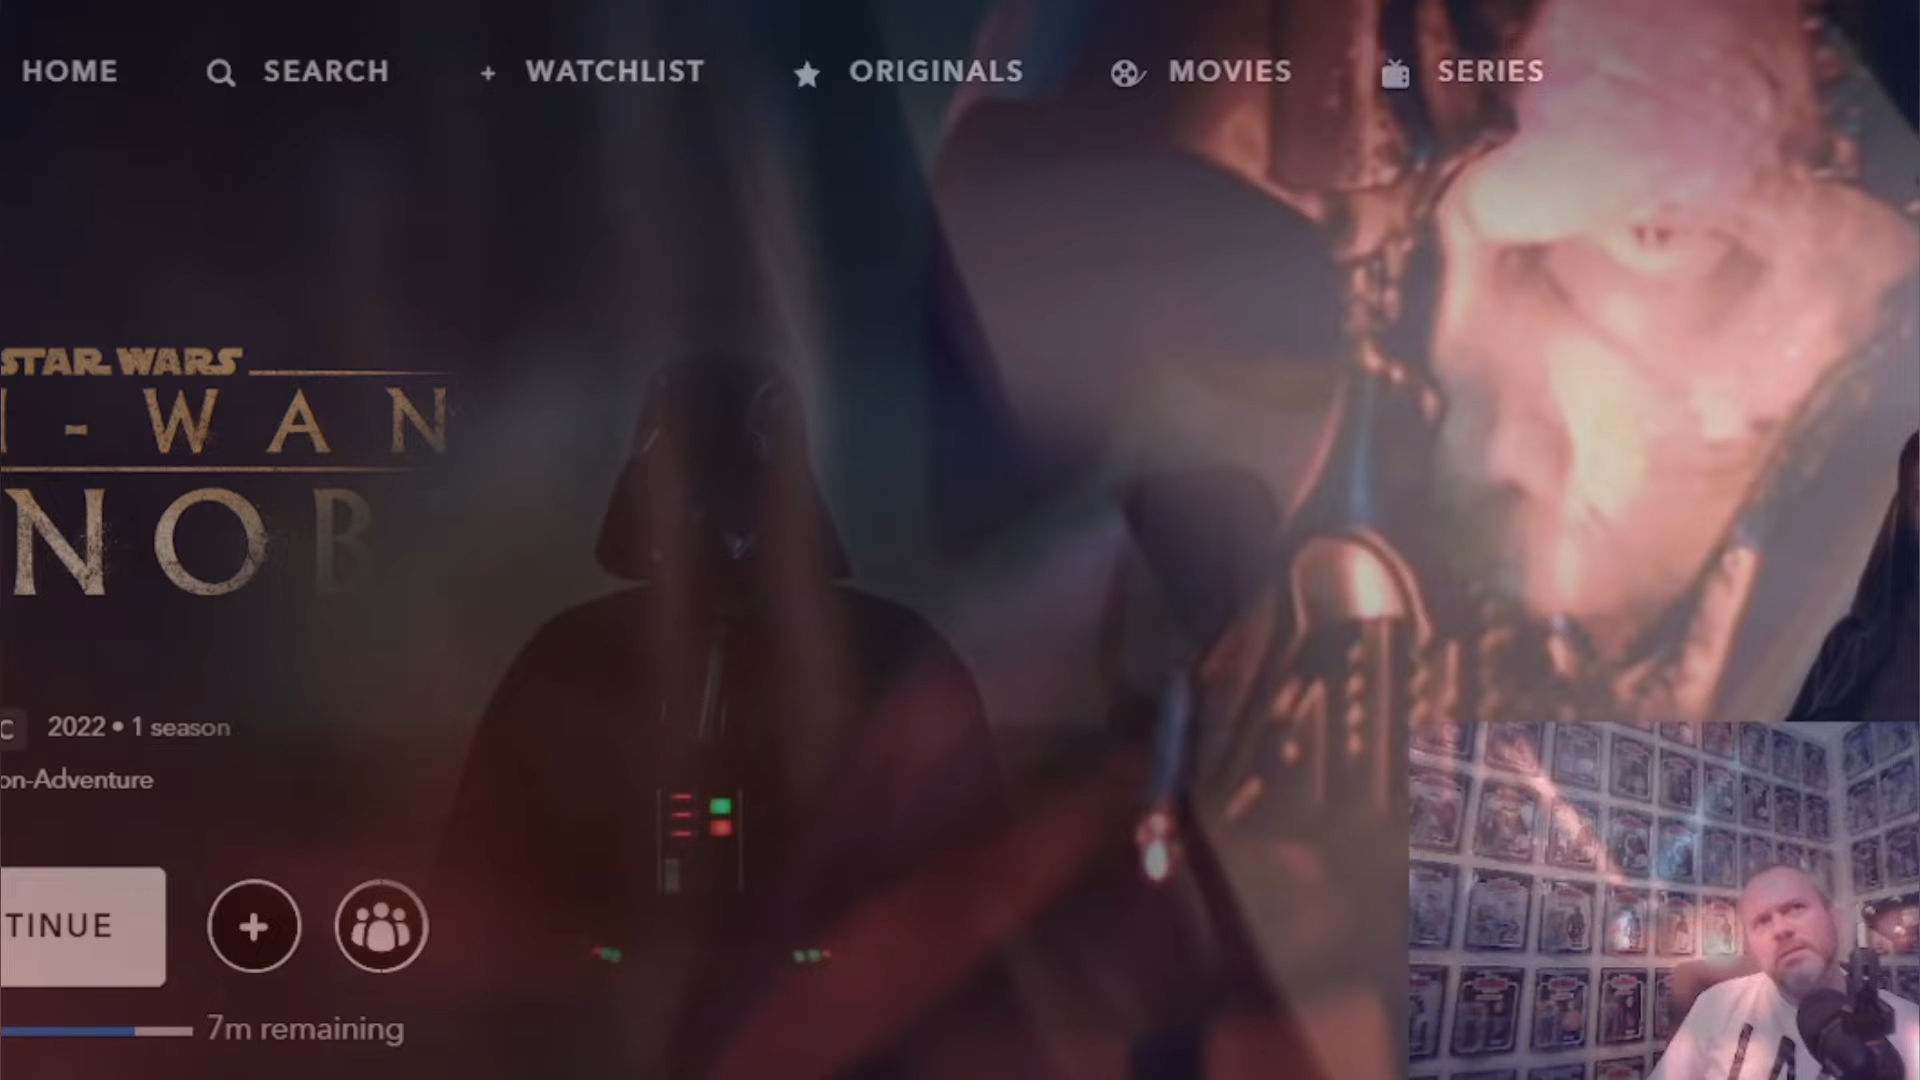 HOME SEARCH WATCHLIST ORIGINALS MOVIES SERIES
STAR WARS
I-WAN
NOB
C 2022 • 1 season
on-Adventure
TINUE
7m remaining